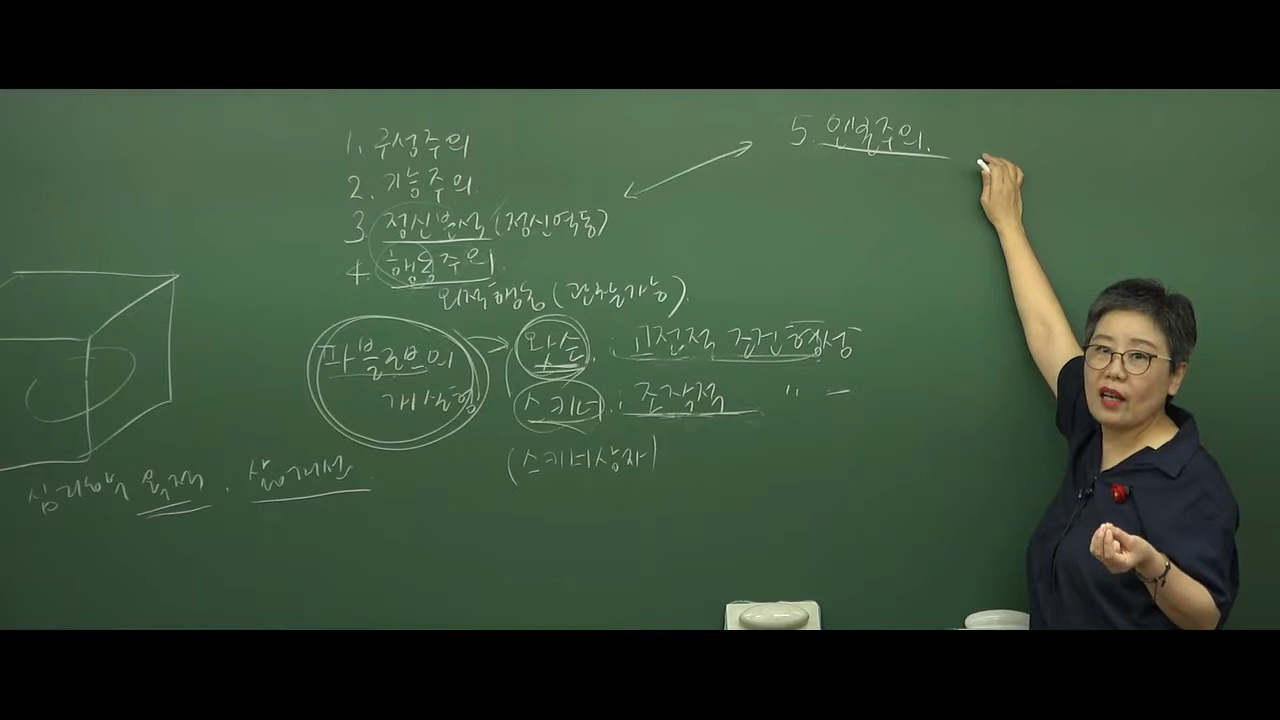 1. 구성주의
2. 기능주의
3. 정신분석 (정신역동)
4. 행동주의
외적행동 (관찰가능).
파블로브의
개실험
왓슨 : 고전적 조건형성
스키너 : 조작적 " ㅡ
(스키너상자)
5. 인본주의.